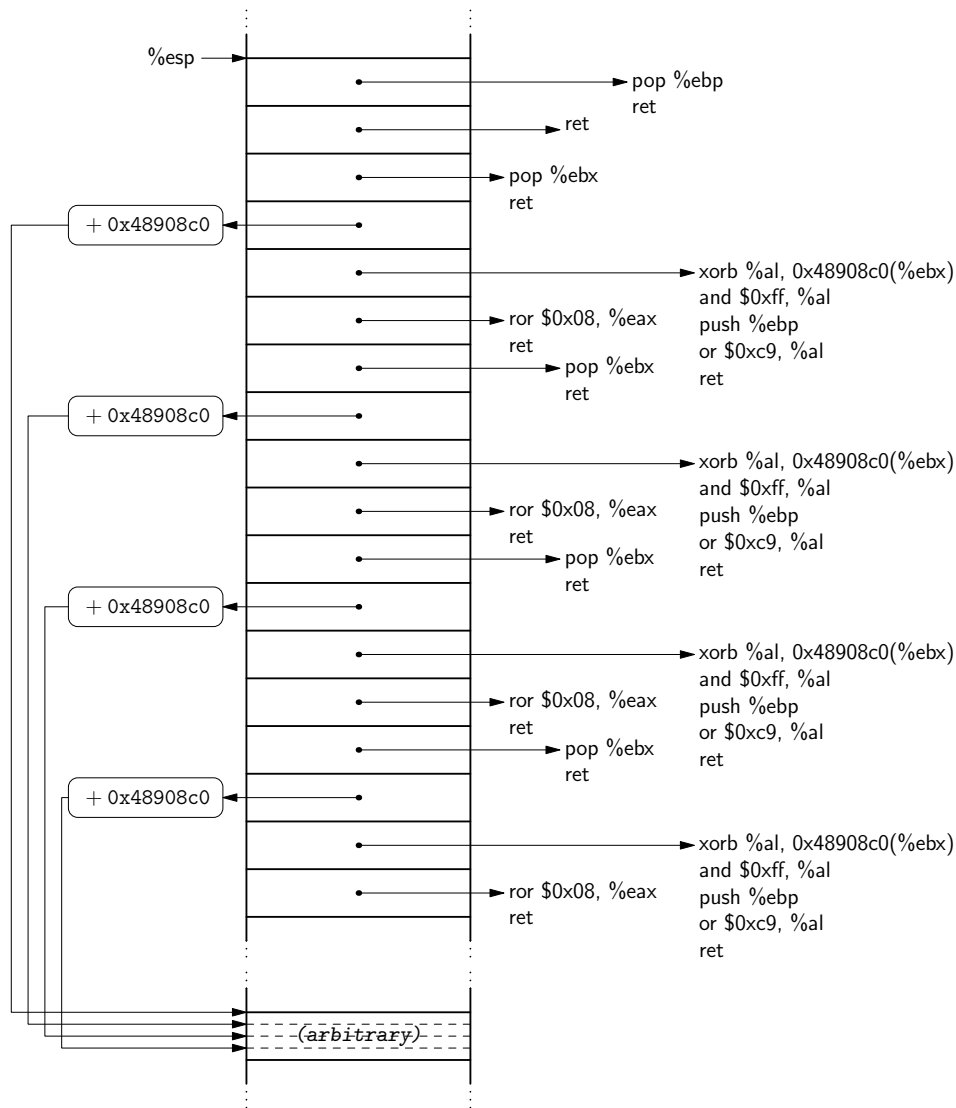 %esp
pop %ebp
ret
ret
pop %ebx
ret
+ 0x48908c0
xorb %al, 0x48908c0(%ebx)
and $0xff, %al
push %ebp
or $0xc9, %al
ret
ror $0x08, %eax
ret
pop %ebx
ret
+ 0x48908c0
xorb %al, 0x48908c0(%ebx)
and $0xff, %al
push %ebp
or $0xc9, %al
ret
ror $0x08, %eax
ret
pop %ebx
ret
+ 0x48908c0
xorb %al, 0x48908c0(%ebx)
and $0xff, %al
push %ebp
or $0xc9, %al
ret
ror $0x08, %eax
ret
pop %ebx
ret
+ 0x48908c0
xorb %al, 0x48908c0(%ebx)
and $0xff, %al
push %ebp
or $0xc9, %al
ret
ror $0x08, %eax
ret
(arbitrary)